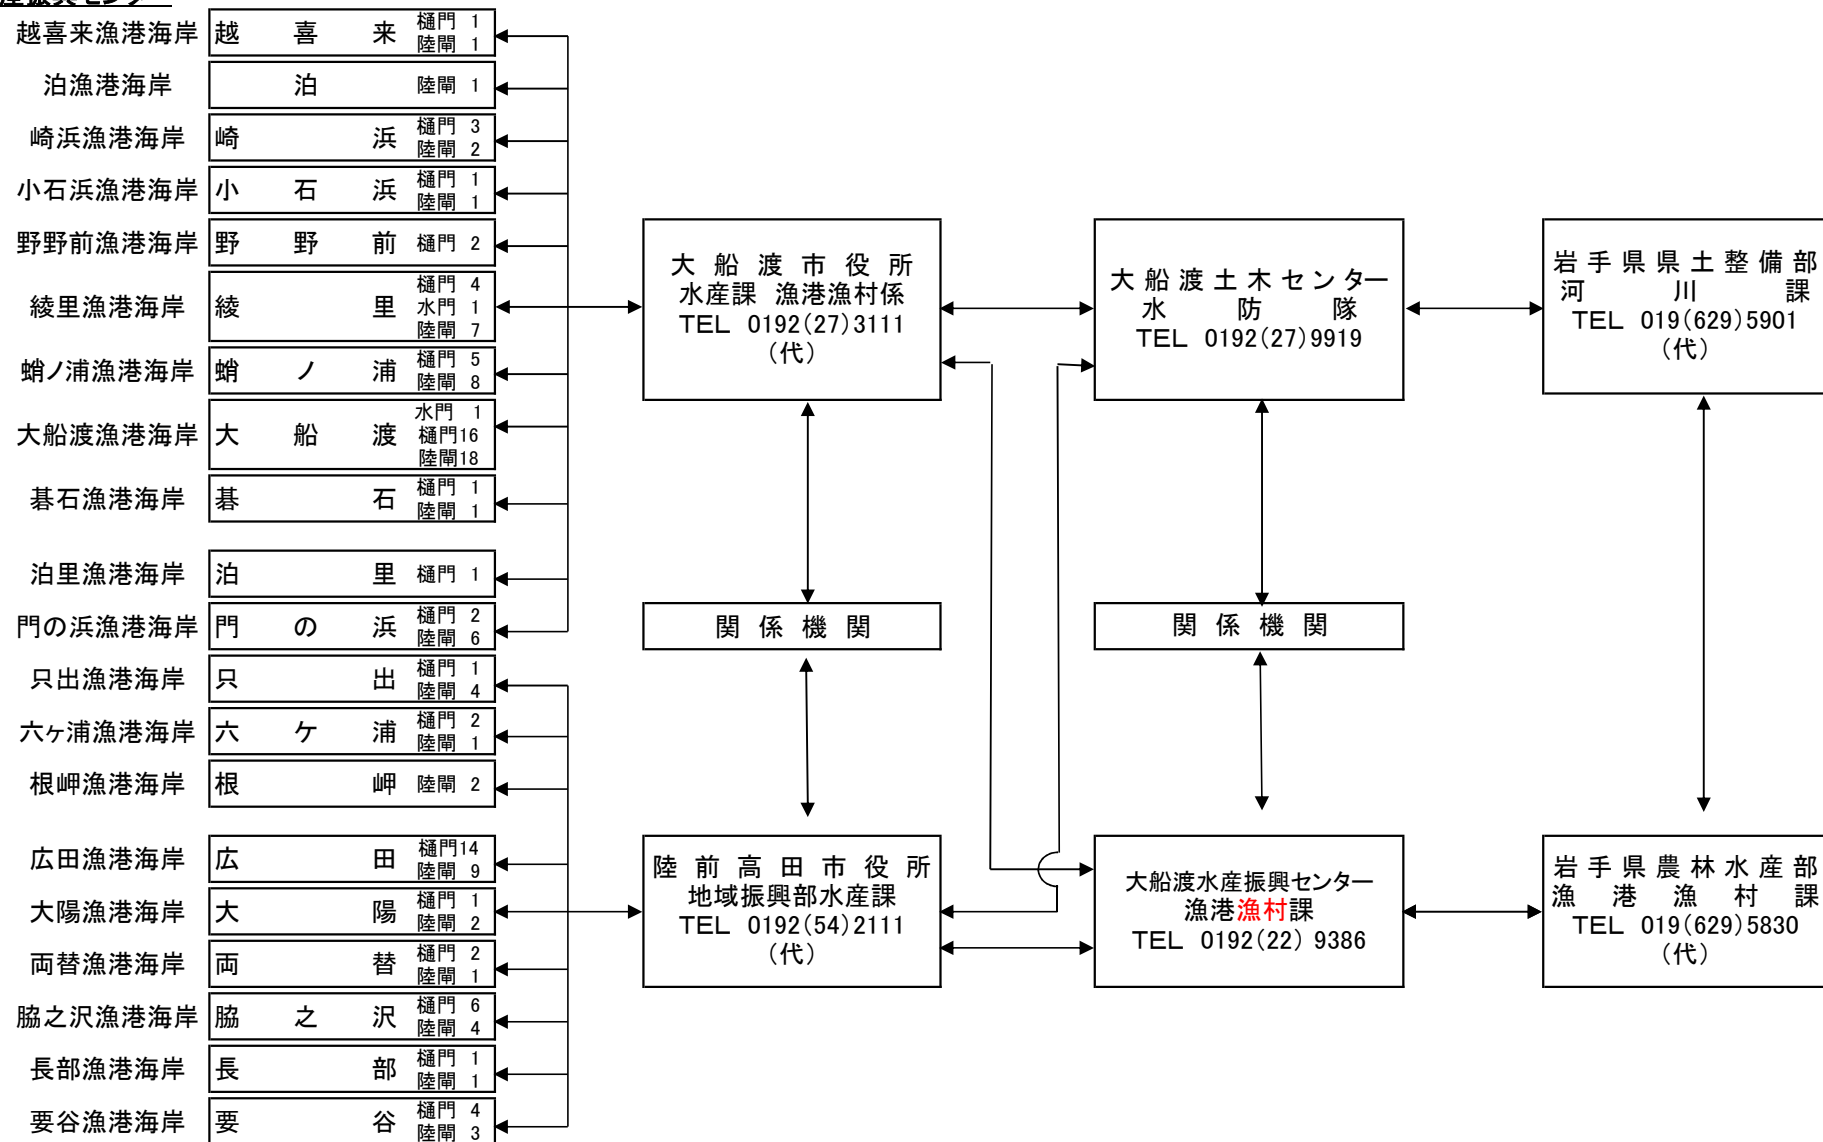 産振興センター
越喜来漁港海岸 越喜来 樋門 1
陸閘 1
泊漁港海岸 泊 陸閘 1
崎浜漁港海岸 崎浜 樋門 3
陸閘 2
小石浜漁港海岸 小石浜 樋門 1
陸閘 1
野野前漁港海岸 野野前 樋門 2
綾里漁港海岸 綾里 樋門 4
水門 1
陸閘 7
蛸ノ浦漁港海岸 蛸ノ浦 樋門 5
陸閘 8
大船渡漁港海岸 大船渡 水門 1
樋門16
陸閘18
碁石漁港海岸 碁石 樋門 1
陸閘 1
泊里漁港海岸 泊里 樋門 1
門の浜漁港海岸 門の浜 樋門 2
陸閘 6
只出漁港海岸 只出 樋門 1
陸閘 4
六ヶ浦漁港海岸 六ケ浦 樋門 2
陸閘 1
根岬漁港海岸 根岬 陸閘 2
広田漁港海岸 広田 樋門14
陸閘 9
大陽漁港海岸 大陽 樋門 1
陸閘 2
両替漁港海岸 両替 樋門 2
陸閘 1
脇之沢漁港海岸 脇之沢 樋門 6
陸閘 4
長部漁港海岸 長部 樋門 1
陸閘 1
要谷漁港海岸 要谷 樋門 4
陸閘 3
大船渡市役所
水産課 漁港漁村係
TEL 0192(27)3111
(代)
関係機関
陸前高田市役所
地域振興部水産課
TEL 0192(54)2111
(代)
大船渡土木センター
水防隊
TEL 0192(27)9919
関係機関
大船渡水産振興センター
漁港漁村課
TEL 0192(22) 9386
岩手県県土整備部
河川課
TEL 019(629)5901
(代)
岩手県農林水産部
漁港漁村課
TEL 019(629)5830
(代)